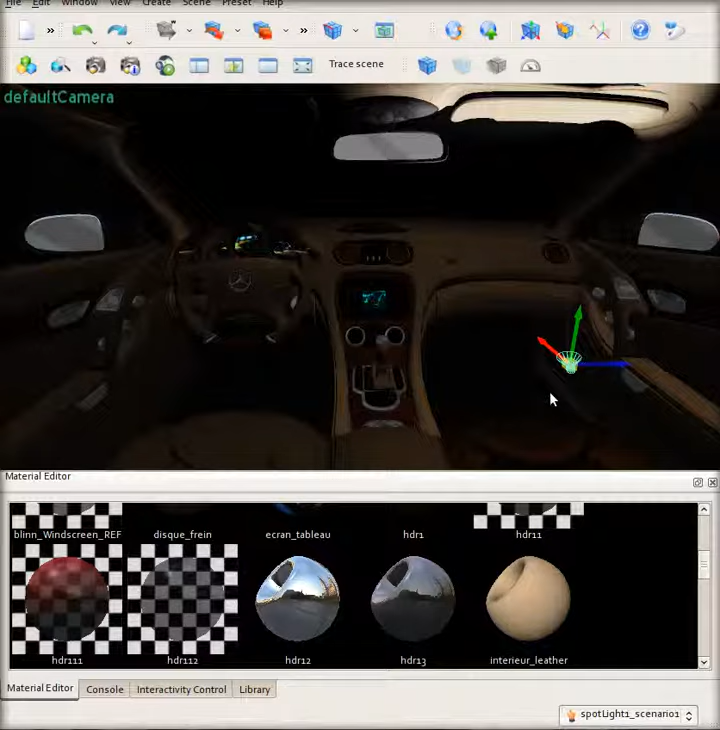 File Edit Window View Create Scene Preset Help
Trace scene
defaultCamera
Material Editor
blinn_Windscreen_REF disque_frein ecran_tableau hdr1 hdr11
hdr111 hdr112 hdr12 hdr13 interieur_leather
Material Editor Console Interactivity Control Library
spotLight1_scenario1